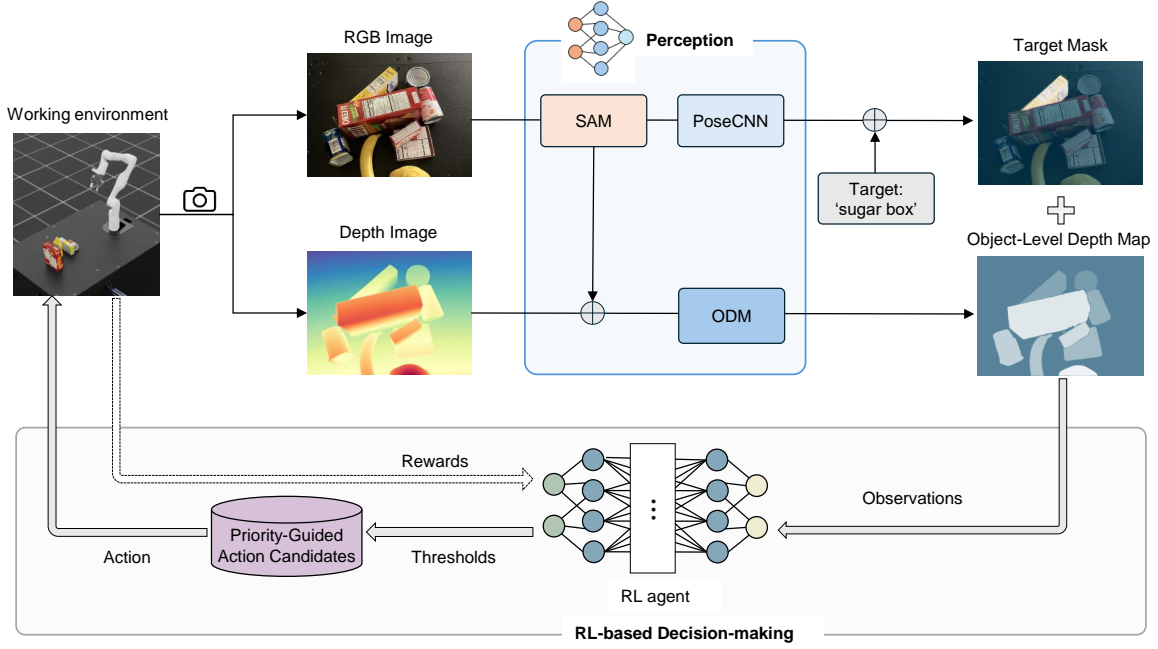 RGB Image
Perception
Target Mask
Working environment
SAM
PoseCNN
Target:
‘sugar box’
Depth Image
Object-Level Depth Map
ODM
Rewards
Observations
Priority-Guided
Action Candidates
Action
Thresholds
RL agent
RL-based Decision-making